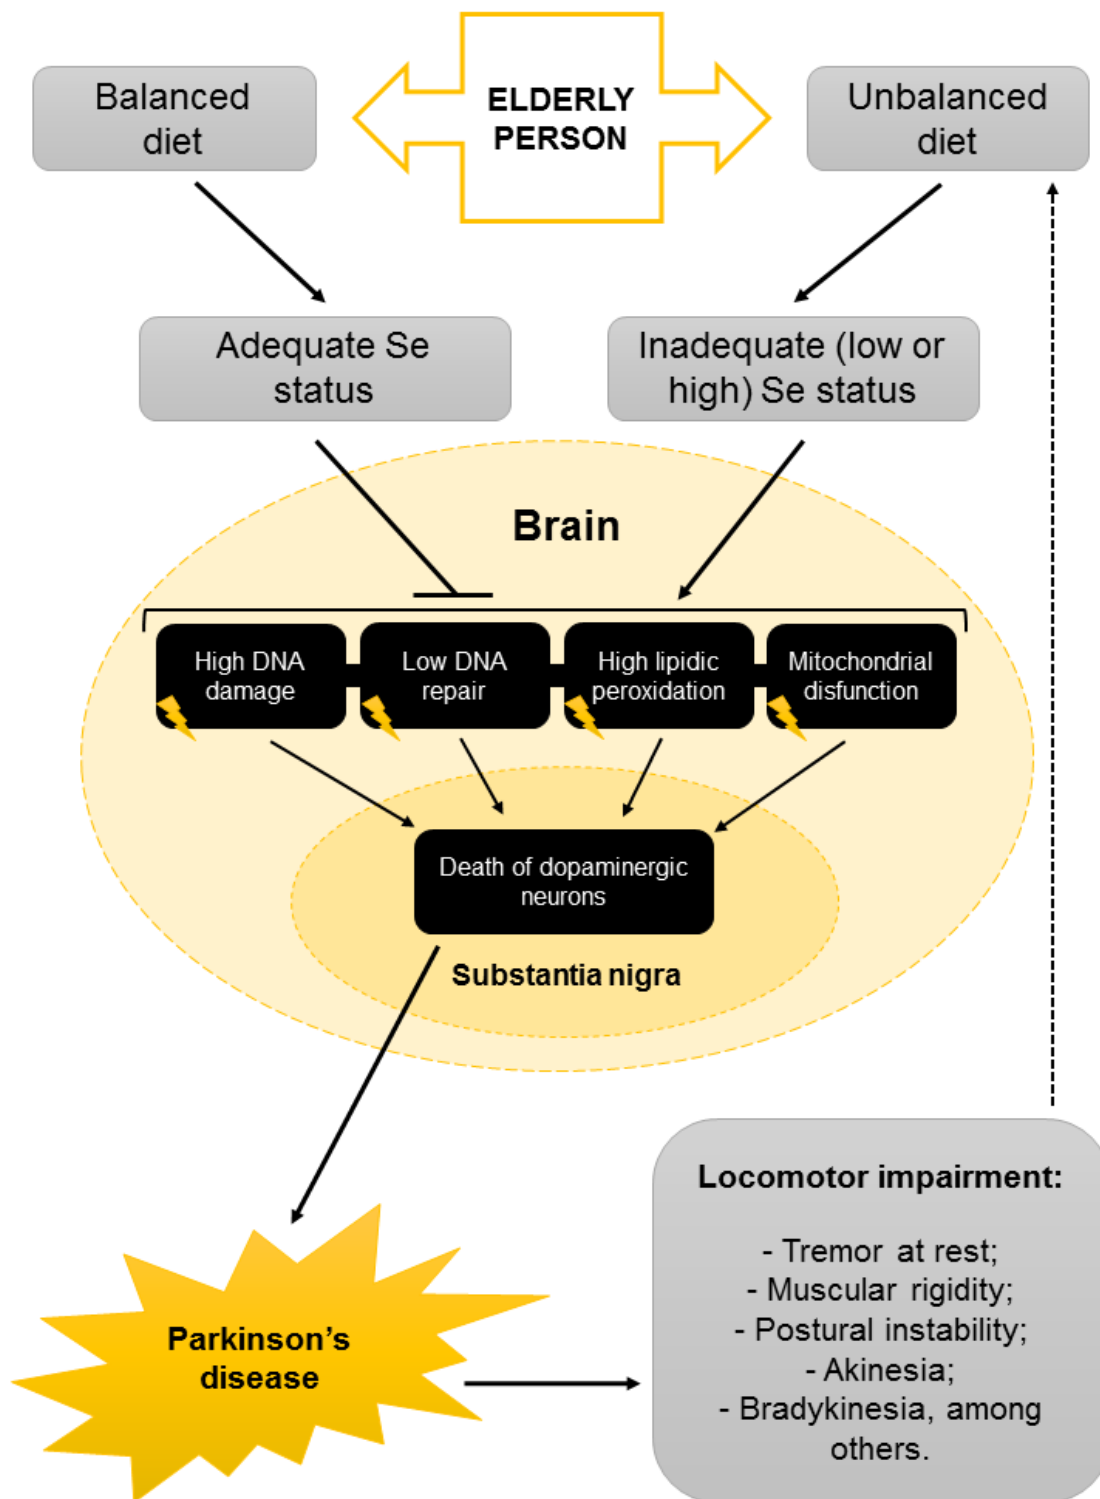 Balanced
diet
ELDERLY
PERSON
Unbalanced
diet
Adequate Se
status
Inadequate (low or
high) Se status
Brain
High DNA
damage
Low DNA
repair
High lipidic
peroxidation
Mitochondrial
disfunction
Death of dopaminergic
neurons
Substantia nigra
Parkinson’s
disease
Locomotor impairment:
- Tremor at rest;
- Muscular rigidity;
- Postural instability;
- Akinesia;
- Bradykinesia, among
others.